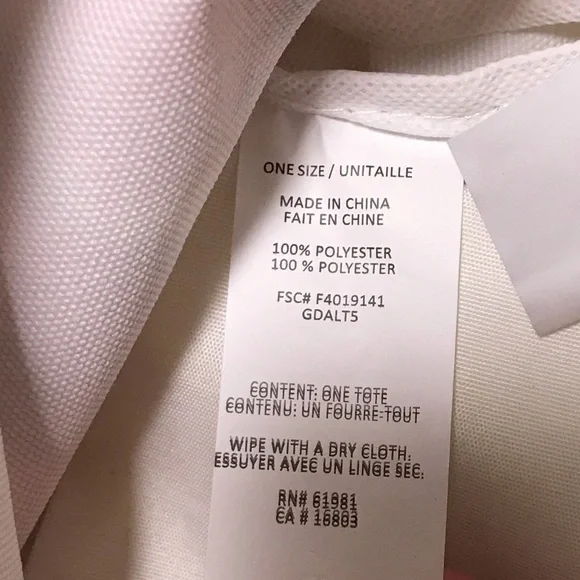 ONE SIZE / UNITAILLE
MADE IN CHINA
FAIT EN CHINE
100% POLYESTER
100 % POLYESTER
FSC# F4019141
GDALT5
CONTENT: ONE TOTE
CONTENU: UN FOURRE-TOUT
WIPE WITH A DRY CLOTH.
ESSUYER AVEC UN LINGE SEC.
RN# 61981
CA # 16803